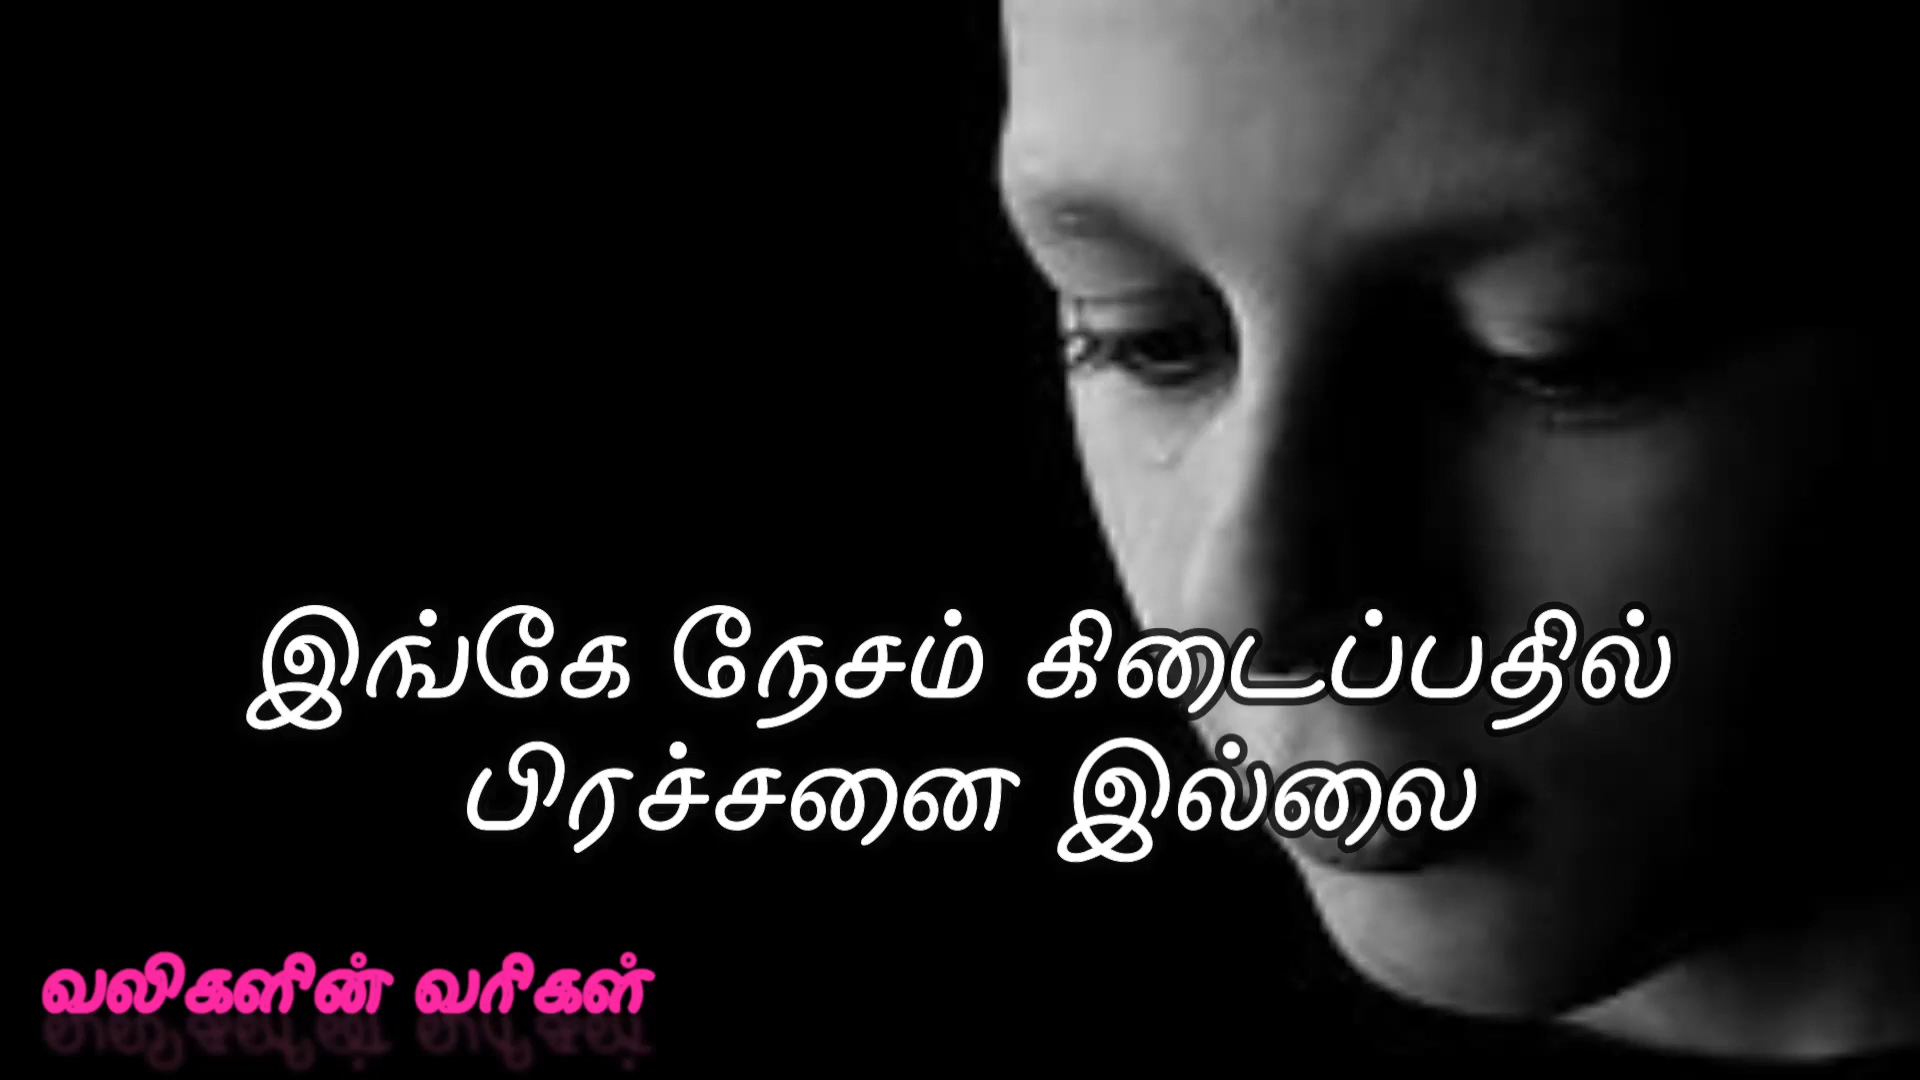 இங்கே நேசம் கிடைப்பதில்
பிரச்சனை இல்லை
வலிகளின் வரிகள்